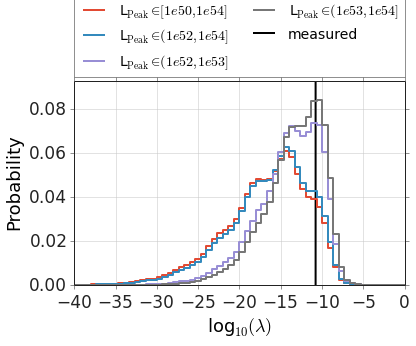 L_Peak ∈ [1e50, 1e54]
L_Peak ∈ (1e52, 1e54]
L_Peak ∈ (1e52, 1e53]
L_Peak ∈ (1e53, 1e54]
measured
0.08
0.06
0.04
0.02
0.00
Probability
−40 −35 −30 −25 −20 −15 −10 −5 0
log₁₀(λ)